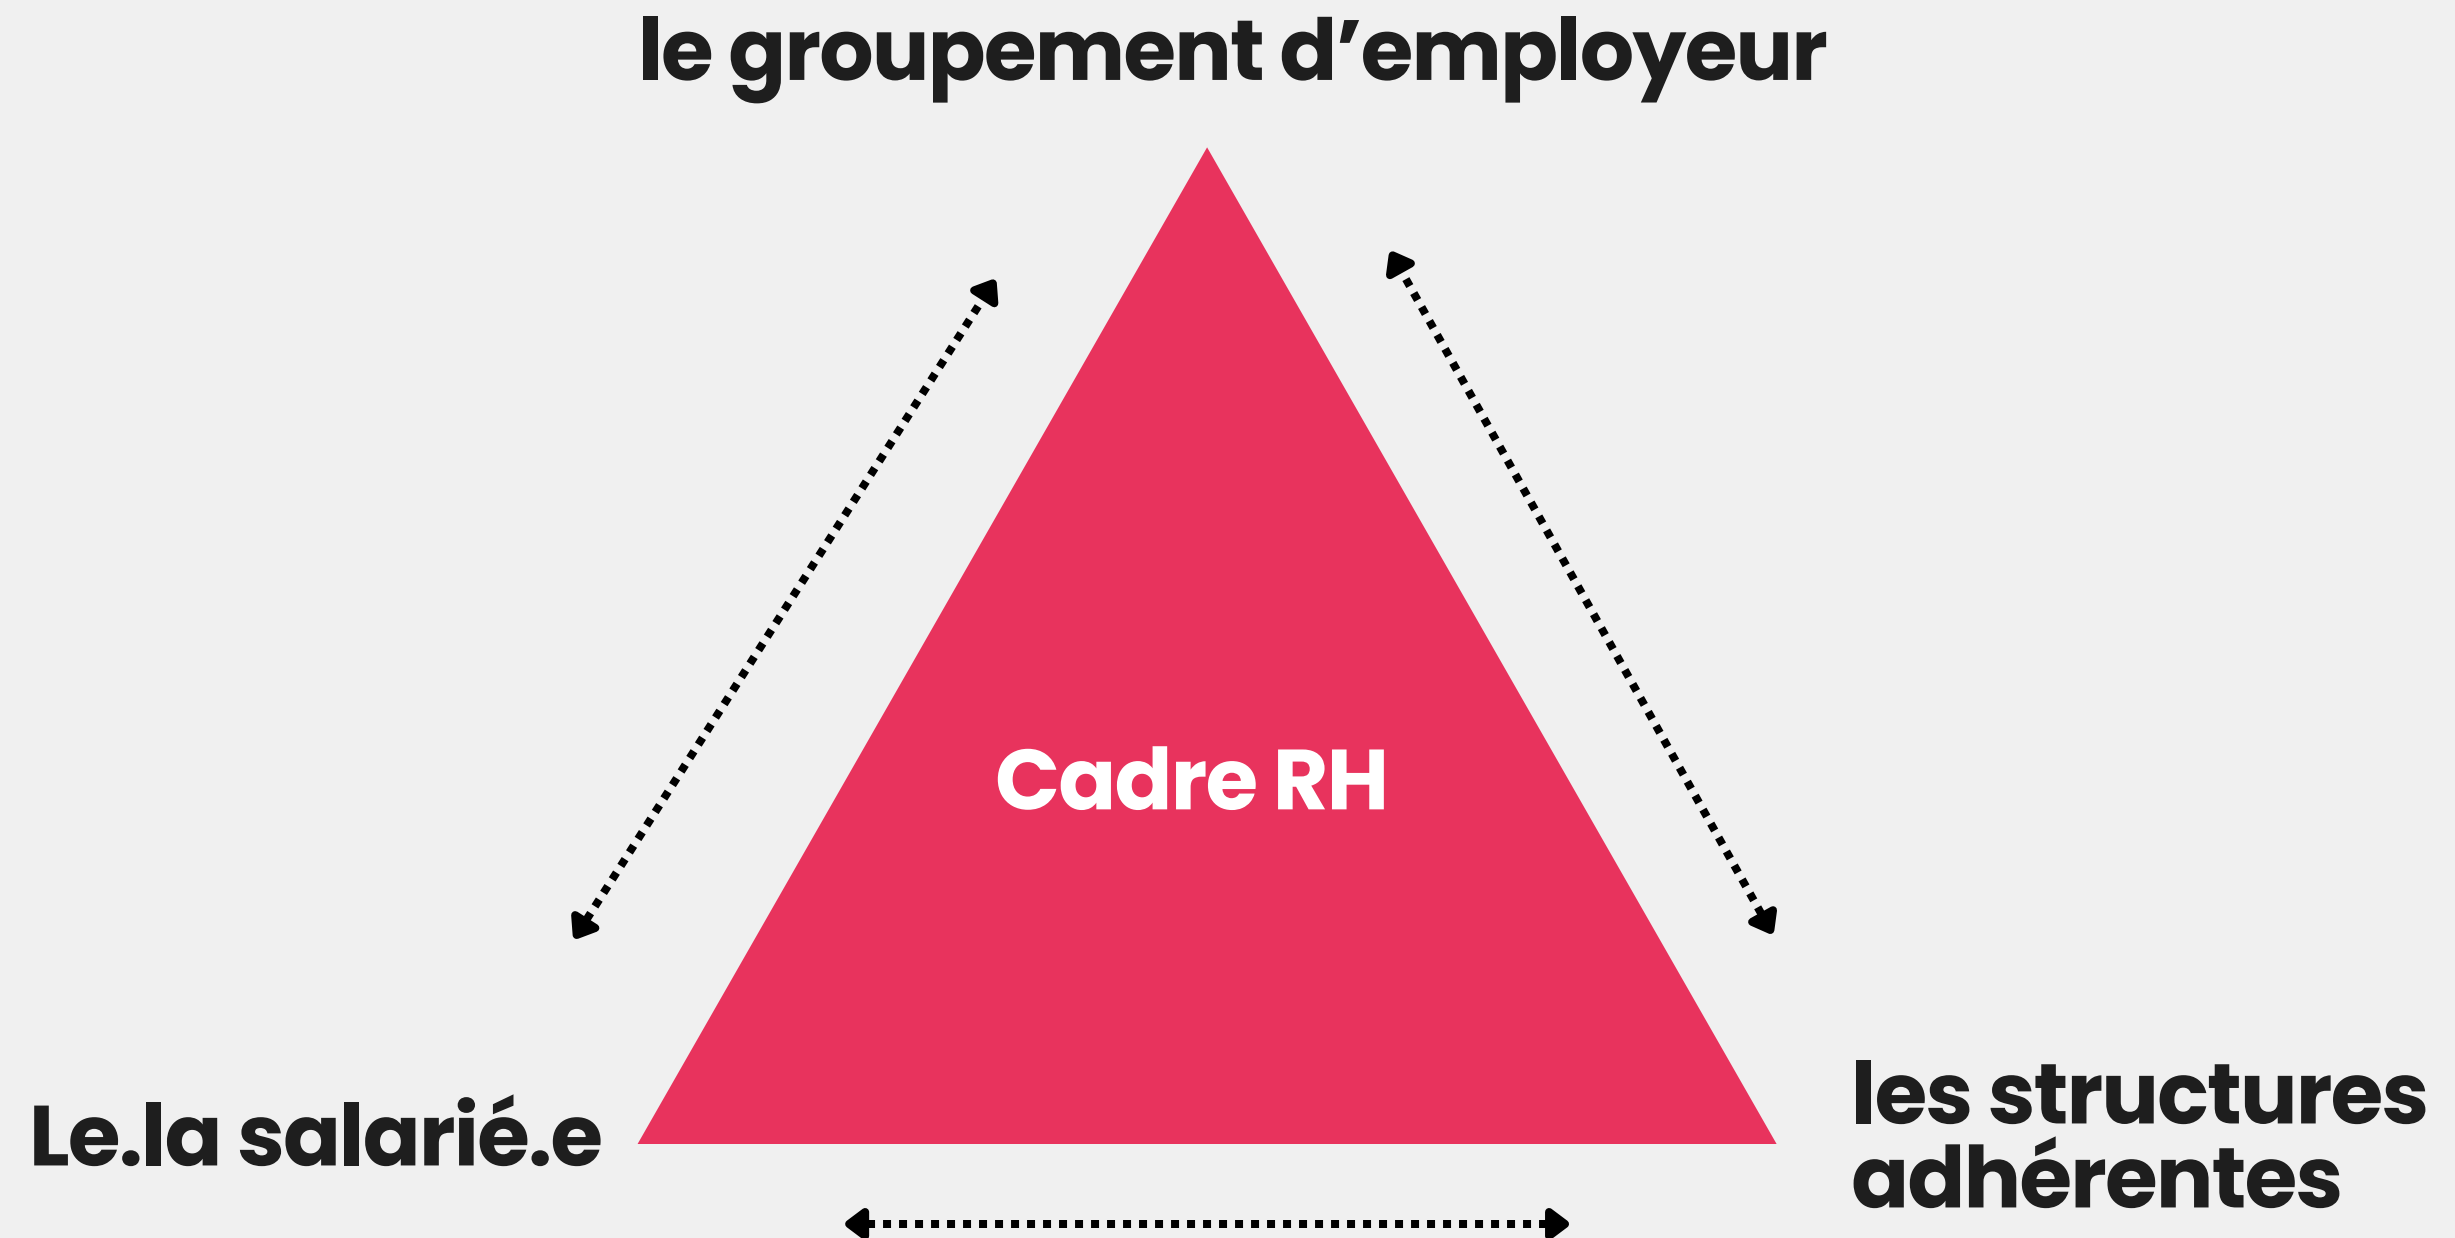 le groupement d’employeur
Cadre RH
Le.la salarié.e
les structures
adhérentes